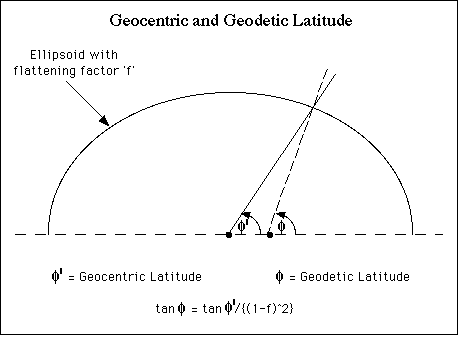 Geocentric and Geodetic Latitude
Ellipsoid with
flattening factor 'f'
ϕ' ϕ
ϕ' = Geocentric Latitude ϕ = Geodetic Latitude
tan ϕ = tan ϕ'/{(1-f)^2}